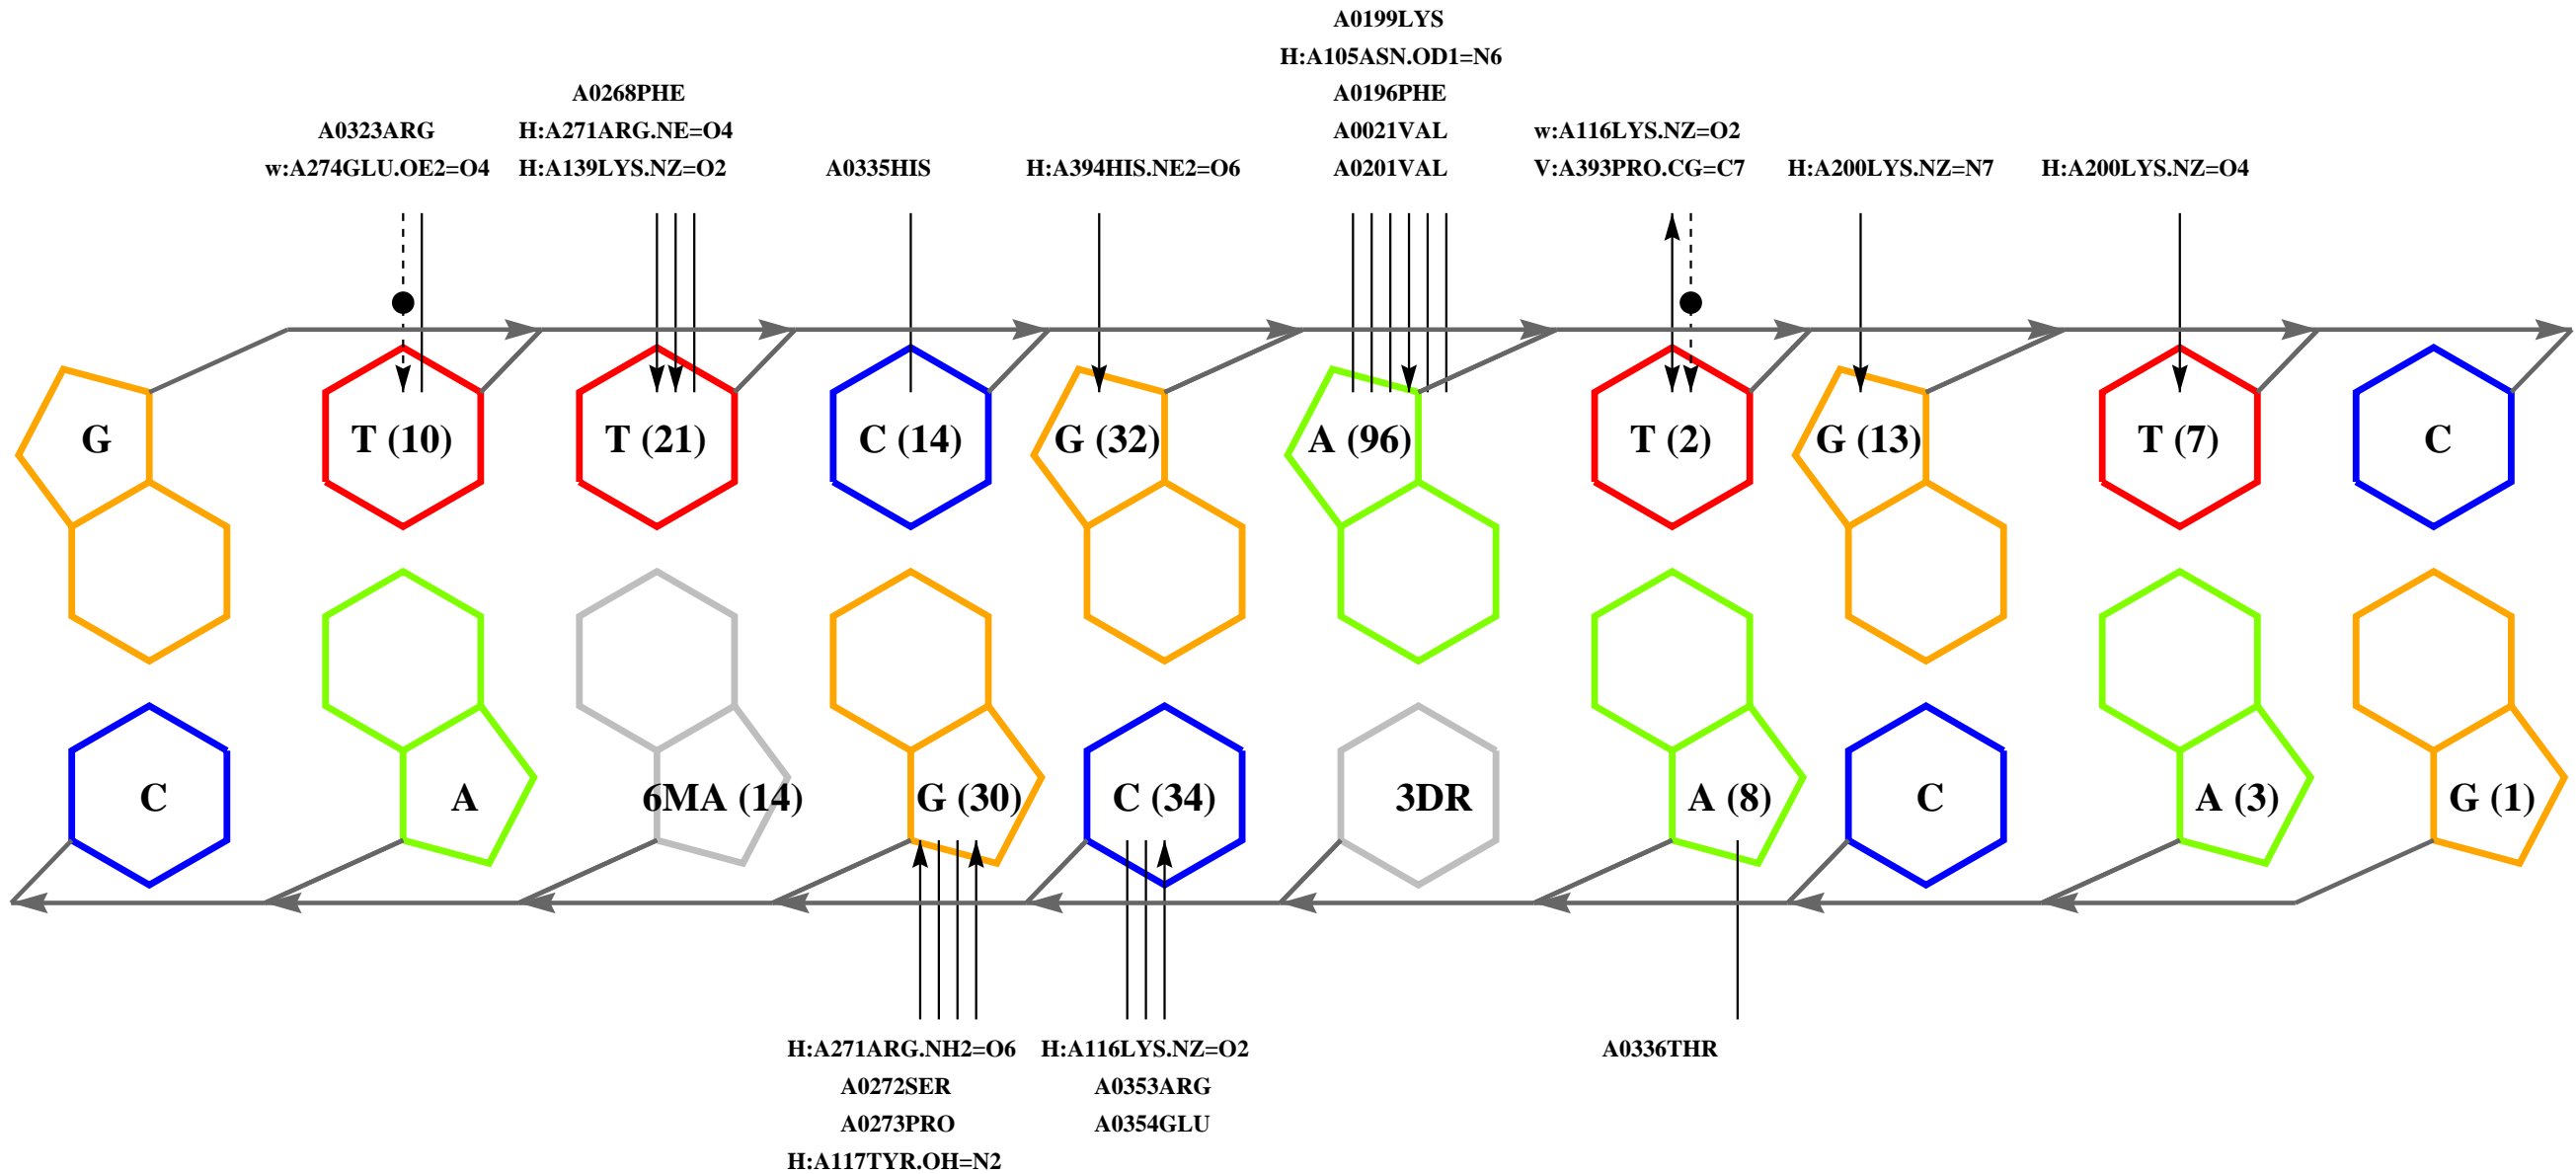 A0199LYS
H:A105ASN.OD1=N6
A0268PHE A0196PHE
A0323ARG H:A271ARG.NE=O4 A0021VAL w:A116LYS.NZ=O2
w:A274GLU.OE2=O4 H:A139LYS.NZ=O2 A0335HIS H:A394HIS.NE2=O6 A0201VAL V:A393PRO.CG=C7 H:A200LYS.NZ=N7 H:A200LYS.NZ=O4
G T (10) T (21) C (14) G (32) A (96) T (2) G (13) T (7) C
C A 6MA (14) G (30) C (34) 3DR A (8) C A (3) G (1)
H:A271ARG.NH2=O6 H:A116LYS.NZ=O2 A0336THR
A0272SER A0353ARG
A0273PRO A0354GLU
H:A117TYR.OH=N2